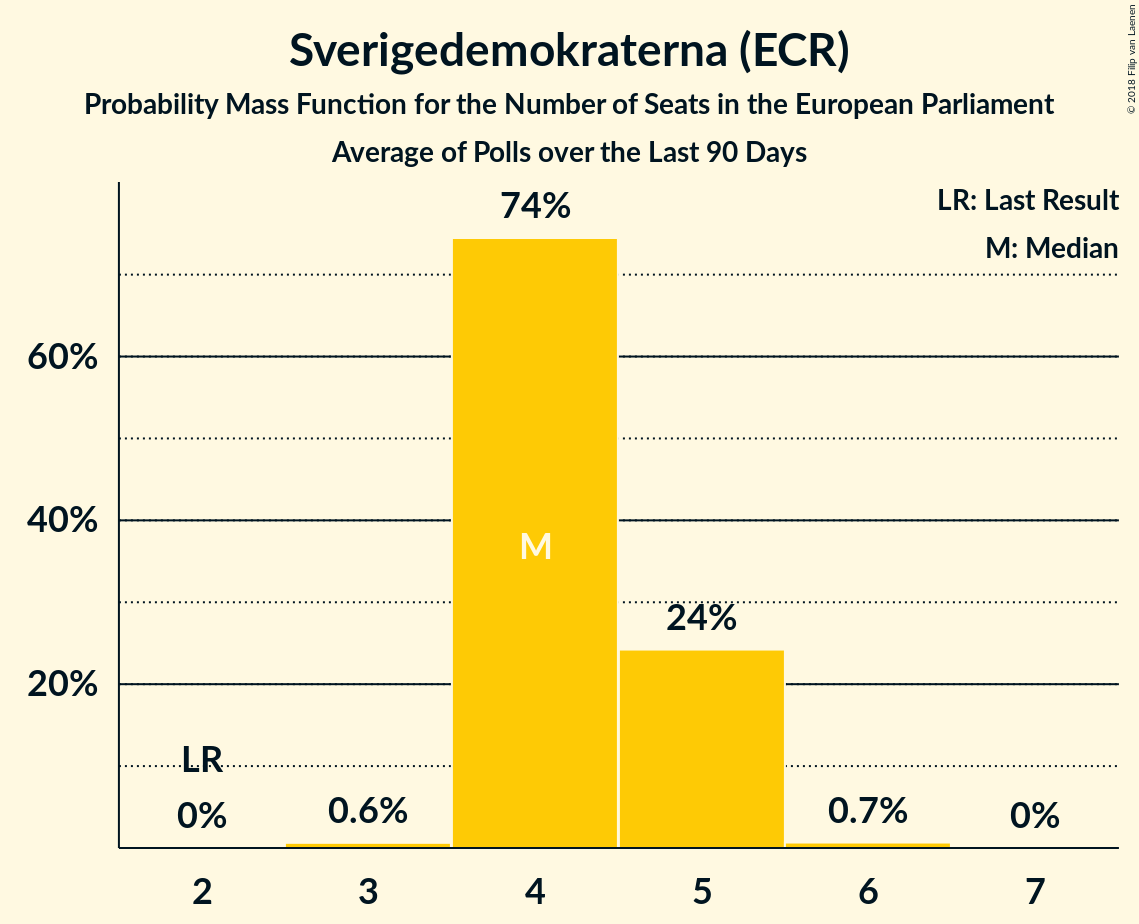 Sverigedemokraterna (ECR)
Probability Mass Function for the Number of Seats in the European Parliament
Average of Polls over the Last 90 Days
© 2018 Filip van Laenen
LR: Last Result
M: Median
74%
60%
40%
M
24%
20%
LR
0%
0.6%
0.7%
0%
2
3
4
5
6
7